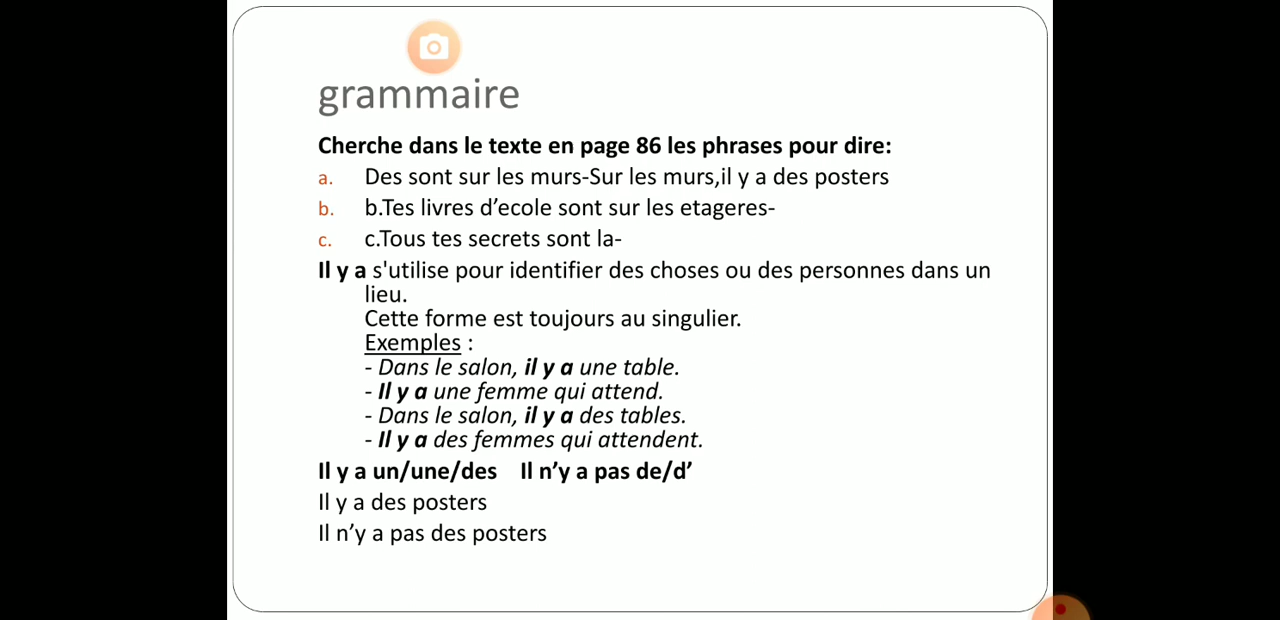 grammaire
Cherche dans le texte en page 86 les phrases pour dire:
a. Des sont sur les murs-Sur les murs,il y a des posters
b. b.Tes livres d’ecole sont sur les etageres-
c. c.Tous tes secrets sont la-
Il y a s'utilise pour identifier des choses ou des personnes dans un
lieu.
Cette forme est toujours au singulier.
Exemples :
- Dans le salon, il y a une table.
- Il y a une femme qui attend.
- Dans le salon, il y a des tables.
- Il y a des femmes qui attendent.
Il y a un/une/des Il n’y a pas de/d’
Il y a des posters
Il n’y a pas des posters